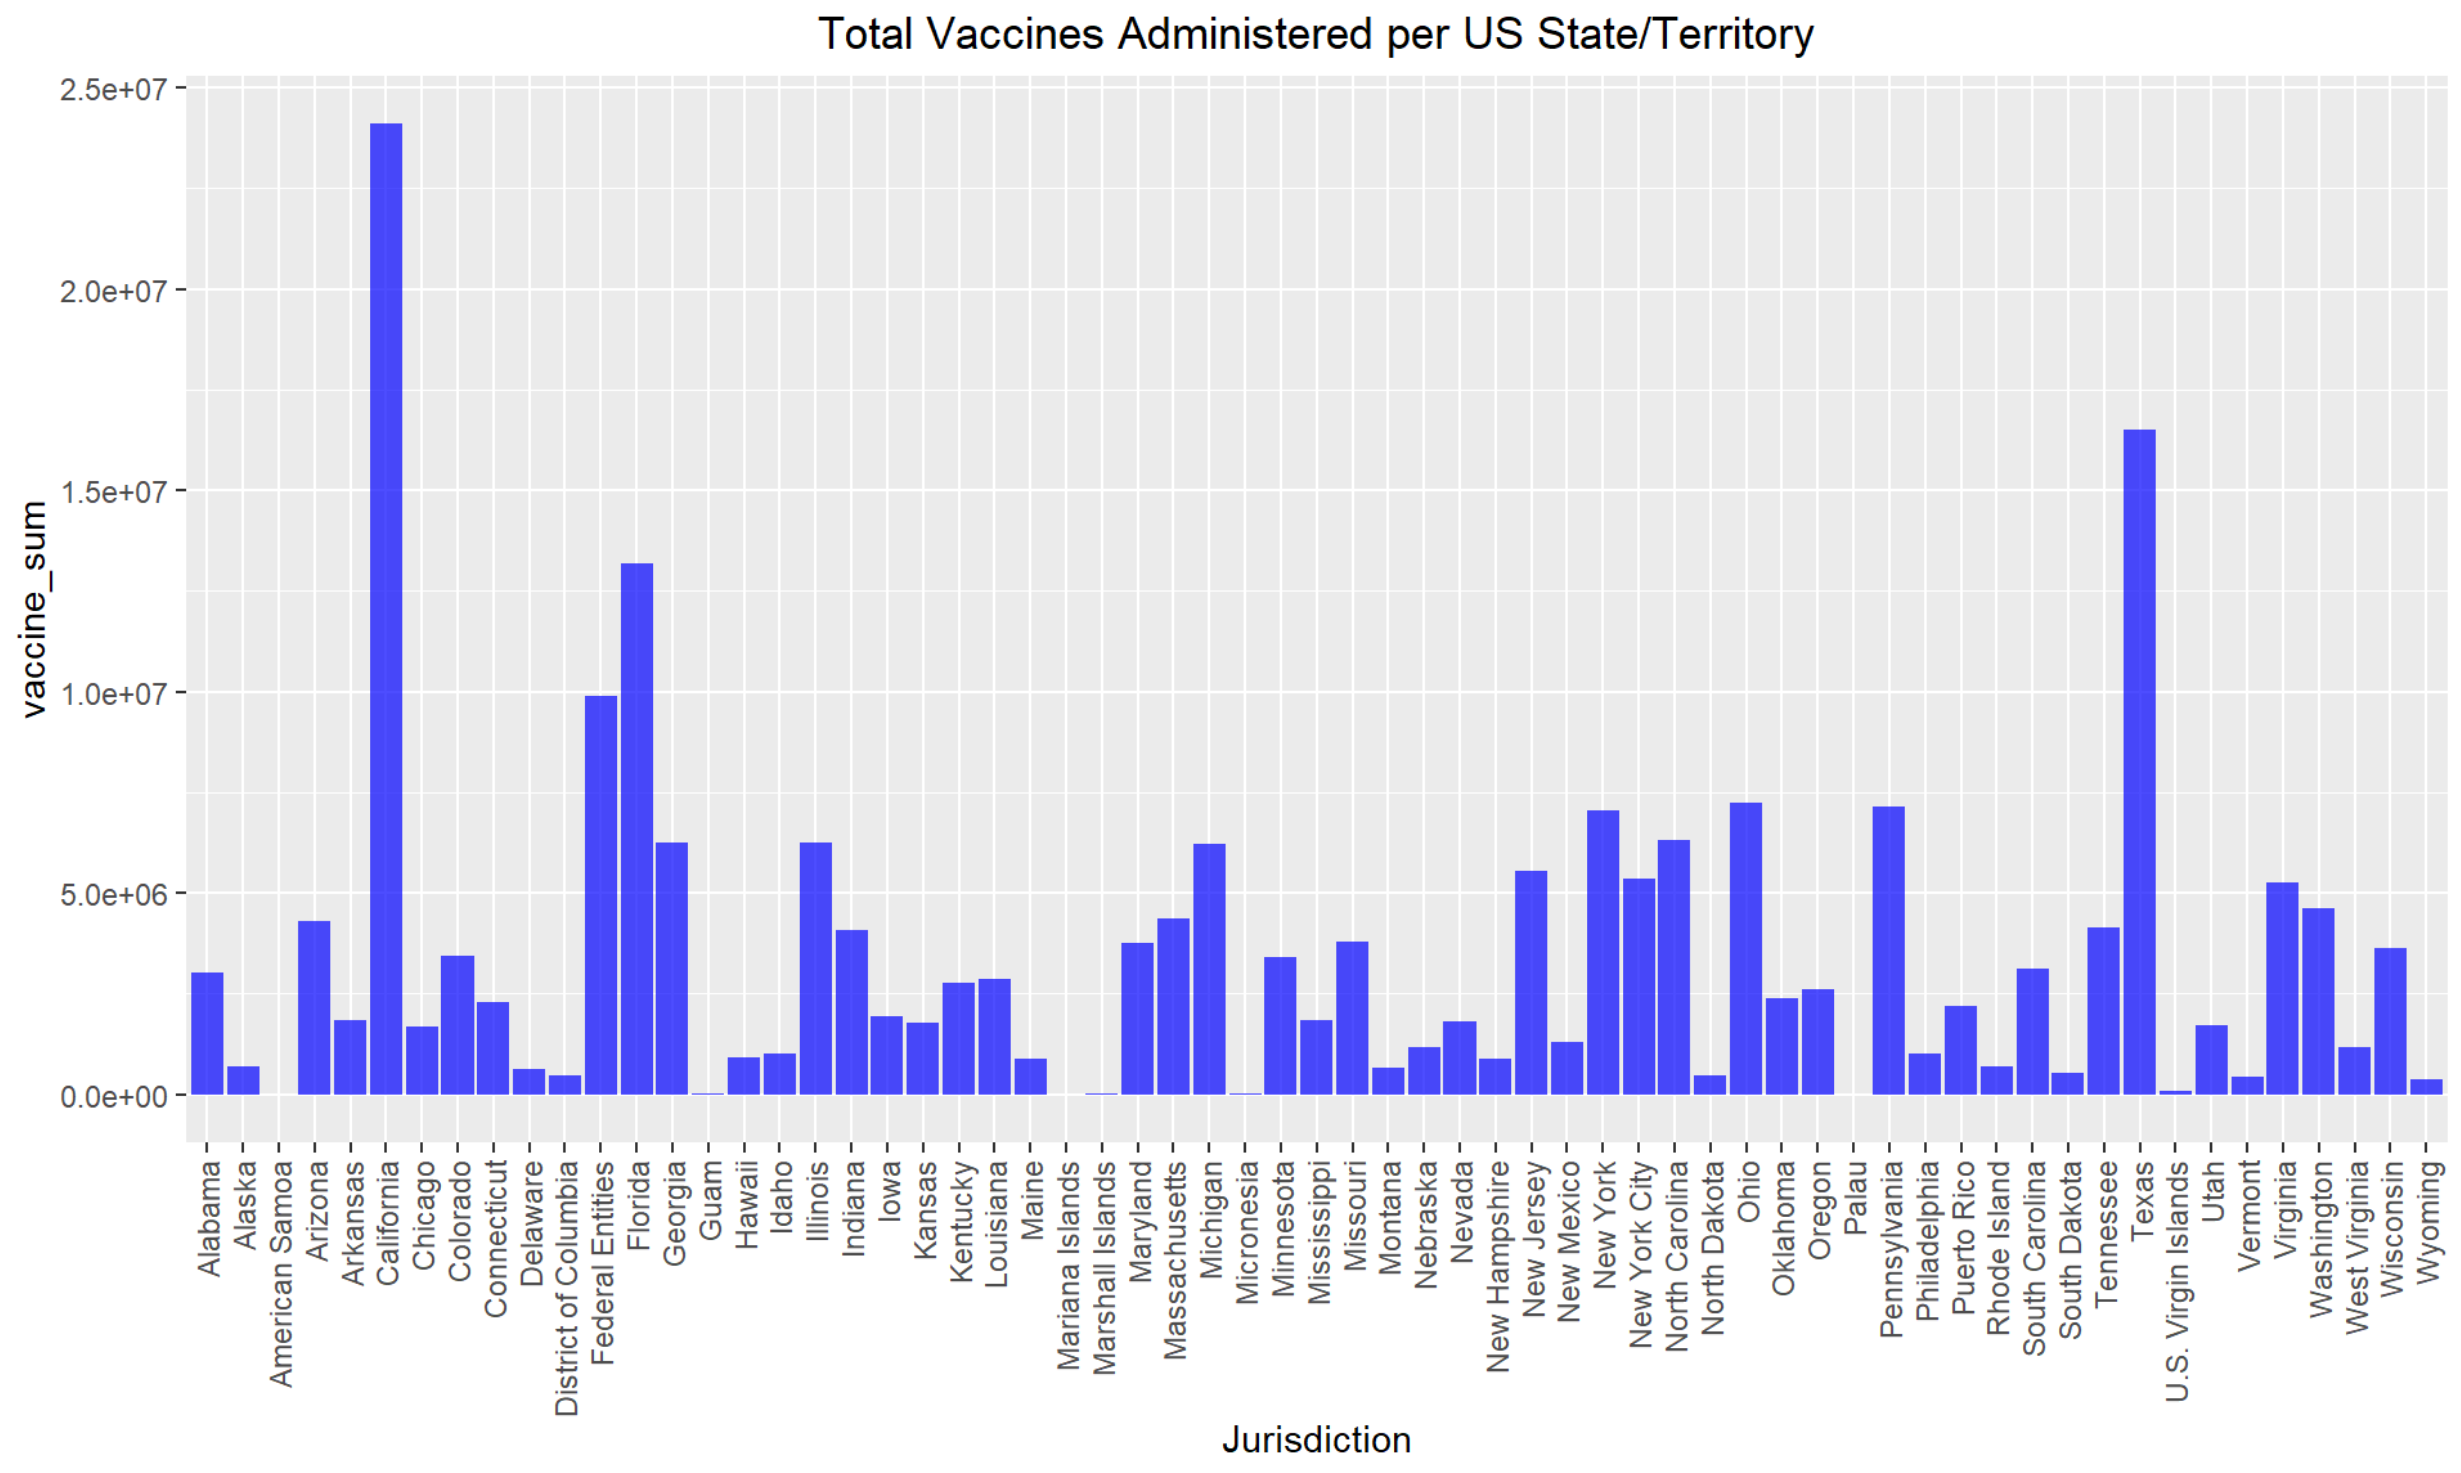 Total Vaccines Administered per US State/Territory
vaccine_sum
2.5e+07
2.0e+07
1.5e+07
1.0e+07
5.0e+06
0.0e+00
Alabama
Alaska
American Samoa
Arizona
Arkansas
California
Chicago
Colorado
Connecticut
Delaware
District of Columbia
Federal Entities
Florida
Georgia
Guam
Hawaii
Idaho
Illinois
Indiana
Iowa
Kansas
Kentucky
Louisiana
Maine
Mariana Islands
Marshall Islands
Maryland
Massachusetts
Michigan
Micronesia
Minnesota
Mississippi
Missouri
Montana
Nebraska
Nevada
New Hampshire
New Jersey
New Mexico
New York
New York City
North Carolina
North Dakota
Ohio
Oklahoma
Oregon
Palau
Pennsylvania
Philadelphia
Puerto Rico
Rhode Island
South Carolina
South Dakota
Tennessee
Texas
U.S. Virgin Islands
Utah
Vermont
Virginia
Washington
West Virginia
Wisconsin
Wyoming
Jurisdiction